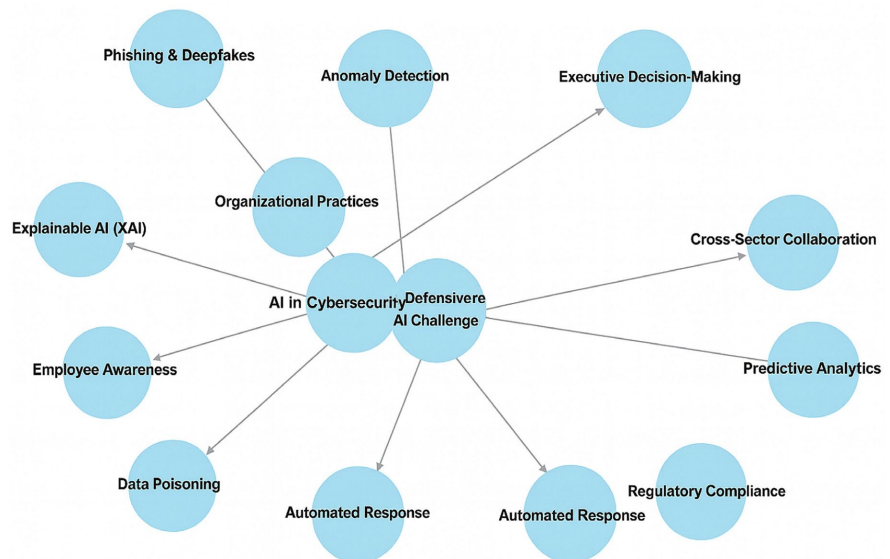 Phishing & Deepfakes
Anomaly Detection
Executive Decision-Making
Organizational Practices
Explainable AI (XAI)
Cross-Sector Collaboration
AI in Cybersecurity
Defensivere
AI Challenge
Employee Awareness
Predictive Analytics
Data Poisoning
Automated Response
Automated Response
Regulatory Compliance